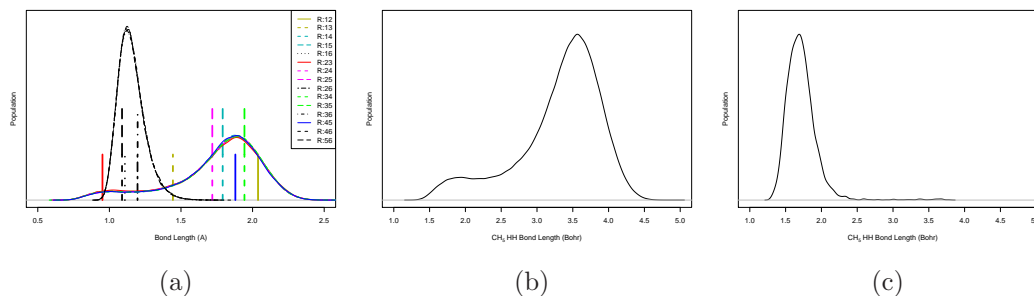 Population
R:12
R:13
R:14
R:15
R:16
R:23
R:24
R:25
R:26
R:34
R:35
R:36
R:45
R:46
R:56
0.5 1.0 1.5 2.0 2.5
Bond Length (A)
(a)
Population
1.0 1.5 2.0 2.5 3.0 3.5 4.0 4.5 5.0
CH₅ HH Bond Length (Bohr)
(b)
Population
1.0 1.5 2.0 2.5 3.0 3.5 4.0 4.5 5.0
CH₅ HH Bond Length (Bohr)
(c)